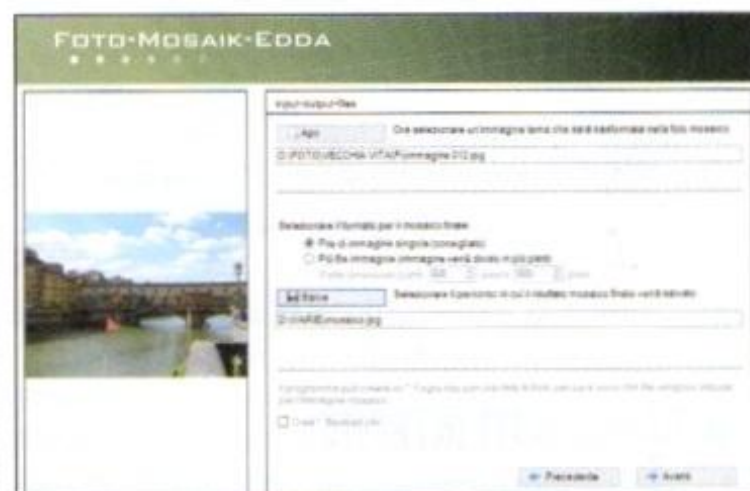 FOTO-MOSAIK-EDDA
input-output-files
Apri
Ora selezionare un'immagine tema che sarà trasformata nella foto mosaico
D:\FOTO\VECCHIA VITA\immagine 012.jpg
Selezionare il formato per il mosaico finale
File di immagine singola (consigliato)
Più file immagine (immagine verrà diviso in più parti)
Salva
Selezionare il percorso in cui il risultato mosaico finale verrà salvato
D:\VARIE\mosaico.jpg
Precedente
Avanti